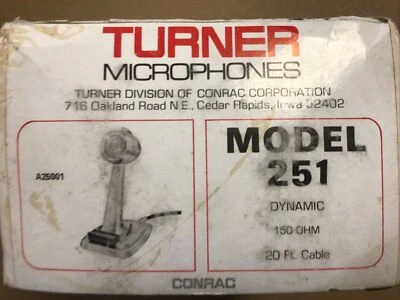 TURNER
MICROPHONES
TURNER DIVISION OF CONRAC CORPORATION
716 Oakland Road N.E., Cedar Rapids, Iowa 52402
A25001
MODEL
251
DYNAMIC
150 OHM
20 Ft. Cable
CONRAC